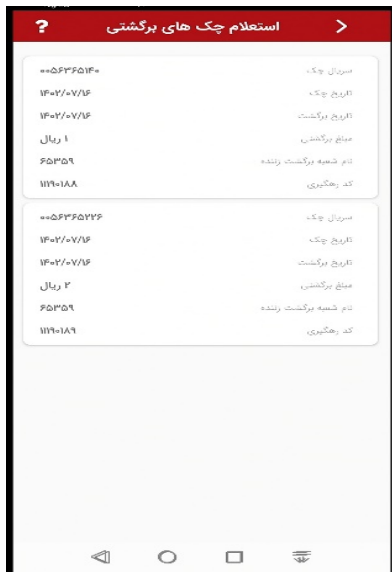 استعلام چک های برگشتی ?
سریال چک ۰۰۵۶۳۶۵۱۴۰
تاریخ چک ۱۴۰۲/۰۷/۱۶
تاریخ برگشت ۱۴۰۲/۰۷/۱۶
مبلغ برگشتی ۱ ریال
نام شعبه برگشت زننده ۶۵۳۵۹
کد رهگیری ۱۱۱۹۰۱۸۸
سریال چک ۰۰۵۶۳۶۵۲۲۶
تاریخ چک ۱۴۰۲/۰۷/۱۶
تاریخ برگشت ۱۴۰۲/۰۷/۱۶
مبلغ برگشتی ۲ ریال
نام شعبه برگشت زننده ۶۵۳۵۹
کد رهگیری ۱۱۱۹۰۱۸۹